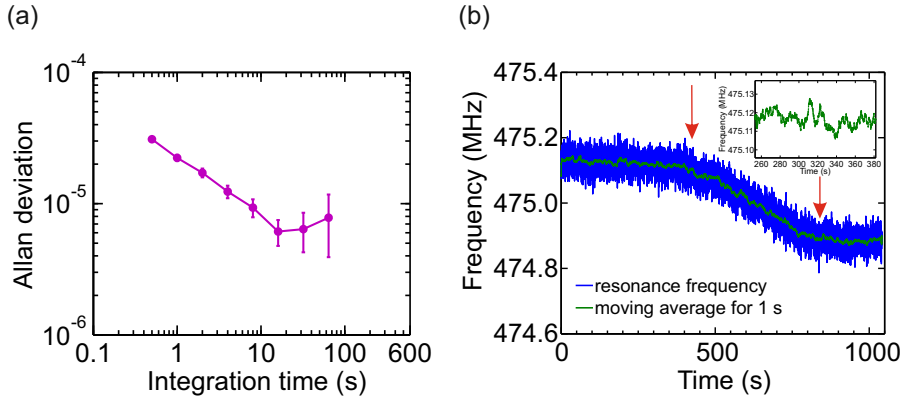 (a)
10^-4
10^-5
10^-6
Allan deviation
0.1
1
10
100
600
Integration time (s)
(b)
475.4
475.2
475.0
474.8
474.6
Frequency (MHz)
0
500
1000
Time (s)
resonance frequency
moving average for 1 s
475.13
475.12
475.11
475.10
Frequency (MHz)
260
280
300
320
340
360
380
Time (s)